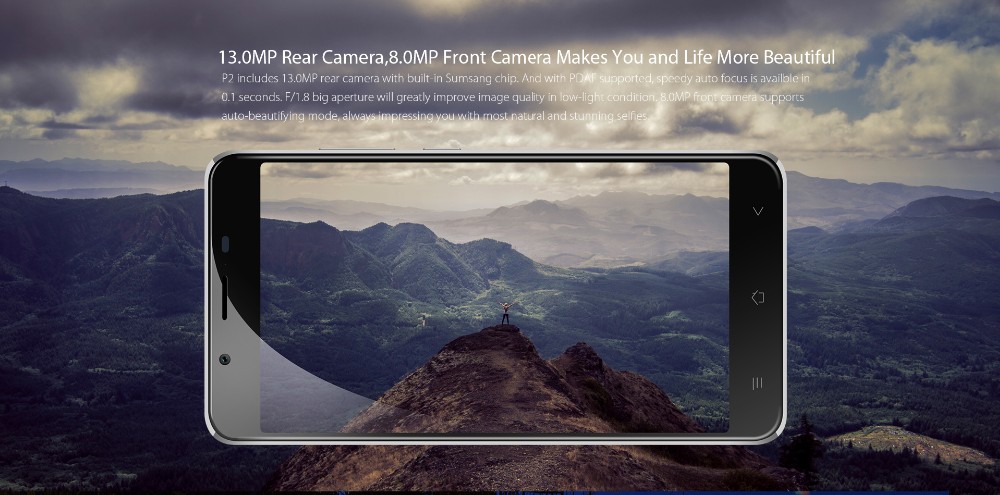 13.0MP Rear Camera,8.0MP Front Camera Makes You and Life More Beautiful
P2 includes 13.0MP rear camera with built-in Sumsang chip. And with PDAF supported, speedy auto focus is availble in
0.1 seconds. F/1.8 big aperture will greatly improve image quality in low-light condition. 8.0MP front camera supports
auto-beautifying mode, always impressing you with most natural and stunning selfies.